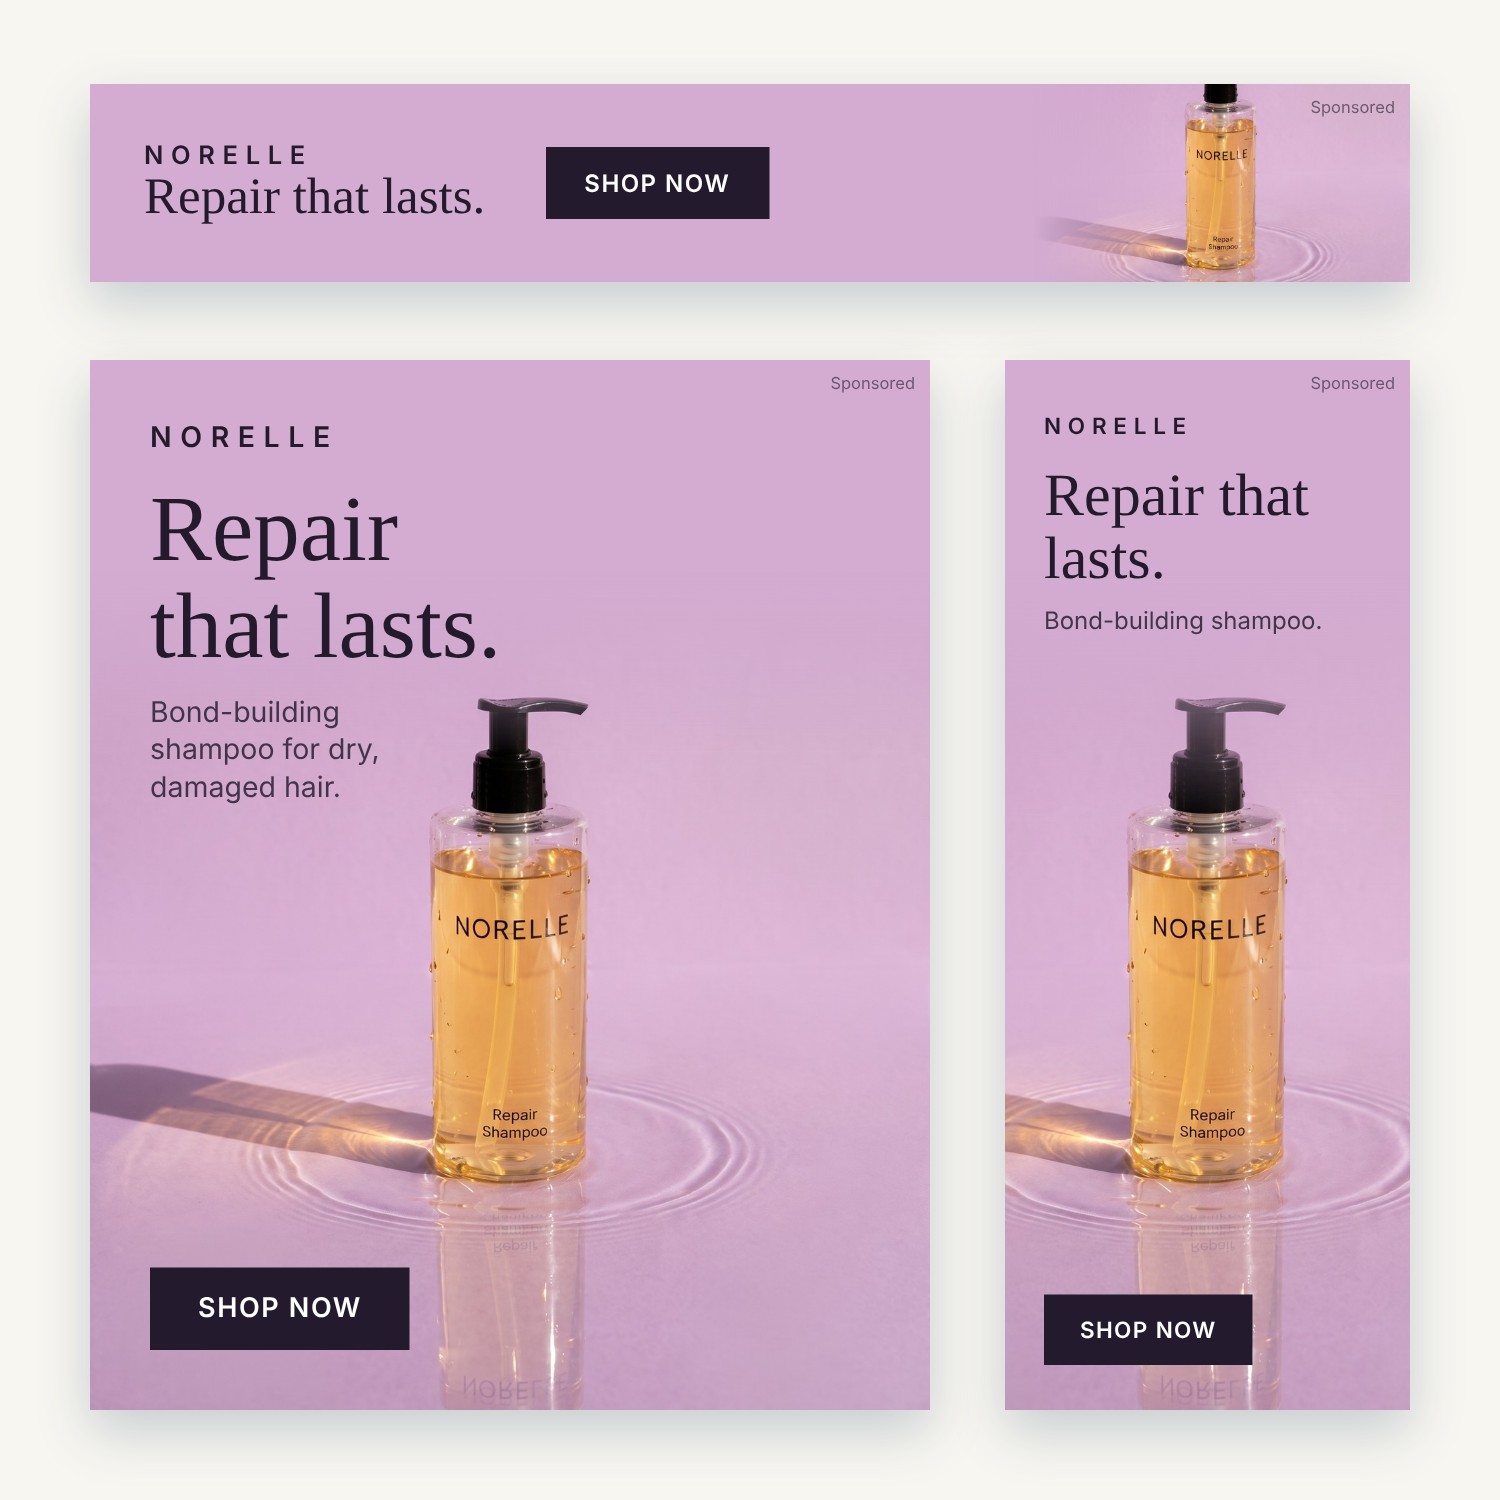 NORELLE
Repair that lasts.
SHOP NOW
NORELLE
Repair
Shampoo
Sponsored
Sponsored
NORELLE
Repair
that lasts.
Bond-building
shampoo for dry,
damaged hair.
NORELLE
Repair
Shampoo
SHOP NOW
Sponsored
NORELLE
Repair that
lasts.
Bond-building shampoo.
NORELLE
Repair
Shampoo
SHOP NOW